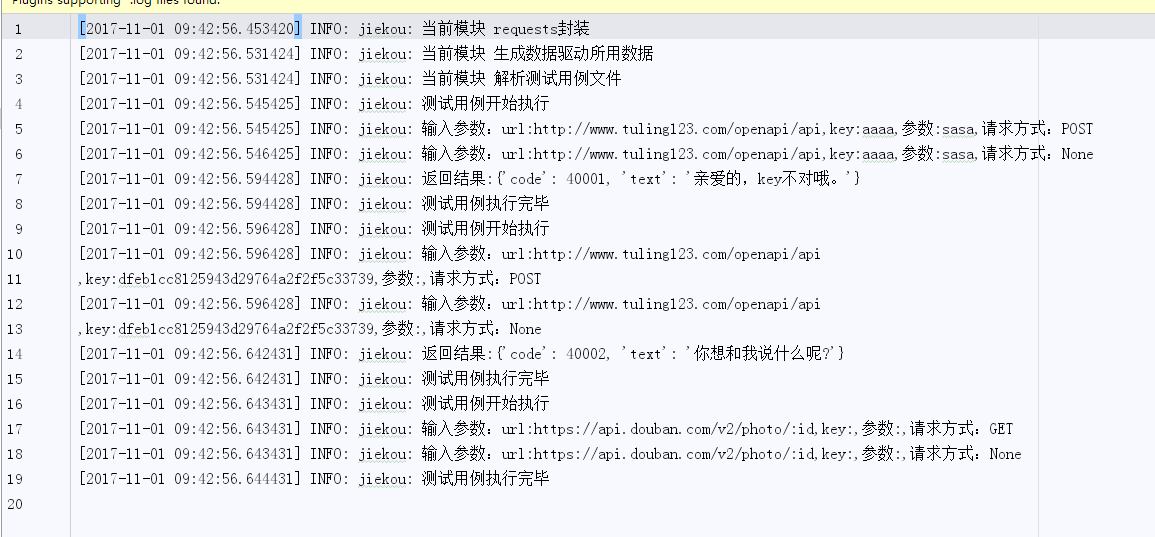 Plugins supporting *.log files found.
1 [2017-11-01 09:42:56.453420] INFO: jiekou: 当前模块 requests封装
2 [2017-11-01 09:42:56.531424] INFO: jiekou: 当前模块 生成数据驱动所用数据
3 [2017-11-01 09:42:56.531424] INFO: jiekou: 当前模块 解析测试用例文件
4 [2017-11-01 09:42:56.545425] INFO: jiekou: 测试用例开始执行
5 [2017-11-01 09:42:56.545425] INFO: jiekou: 输入参数：url:http://www.tuling123.com/openapi/api,key:aaaa,参数:sasa,请求方式：POST
6 [2017-11-01 09:42:56.546425] INFO: jiekou: 输入参数：url:http://www.tuling123.com/openapi/api,key:aaaa,参数:sasa,请求方式：None
7 [2017-11-01 09:42:56.594428] INFO: jiekou: 返回结果:{'code': 40001, 'text': '亲爱的，key不对哦。'}
8 [2017-11-01 09:42:56.594428] INFO: jiekou: 测试用例执行完毕
9 [2017-11-01 09:42:56.596428] INFO: jiekou: 测试用例开始执行
10 [2017-11-01 09:42:56.596428] INFO: jiekou: 输入参数：url:http://www.tuling123.com/openapi/api
11 ,key:dfeb1cc8125943d29764a2f2f5c33739,参数:,请求方式：POST
12 [2017-11-01 09:42:56.596428] INFO: jiekou: 输入参数：url:http://www.tuling123.com/openapi/api
13 ,key:dfeb1cc8125943d29764a2f2f5c33739,参数:,请求方式：None
14 [2017-11-01 09:42:56.642431] INFO: jiekou: 返回结果:{'code': 40002, 'text': '你想和我说什么呢?'}
15 [2017-11-01 09:42:56.642431] INFO: jiekou: 测试用例执行完毕
16 [2017-11-01 09:42:56.643431] INFO: jiekou: 测试用例开始执行
17 [2017-11-01 09:42:56.643431] INFO: jiekou: 输入参数：url:https://api.douban.com/v2/photo/:id,key:,参数:,请求方式：GET
18 [2017-11-01 09:42:56.643431] INFO: jiekou: 输入参数：url:https://api.douban.com/v2/photo/:id,key:,参数:,请求方式：None
19 [2017-11-01 09:42:56.644431] INFO: jiekou: 测试用例执行完毕
20